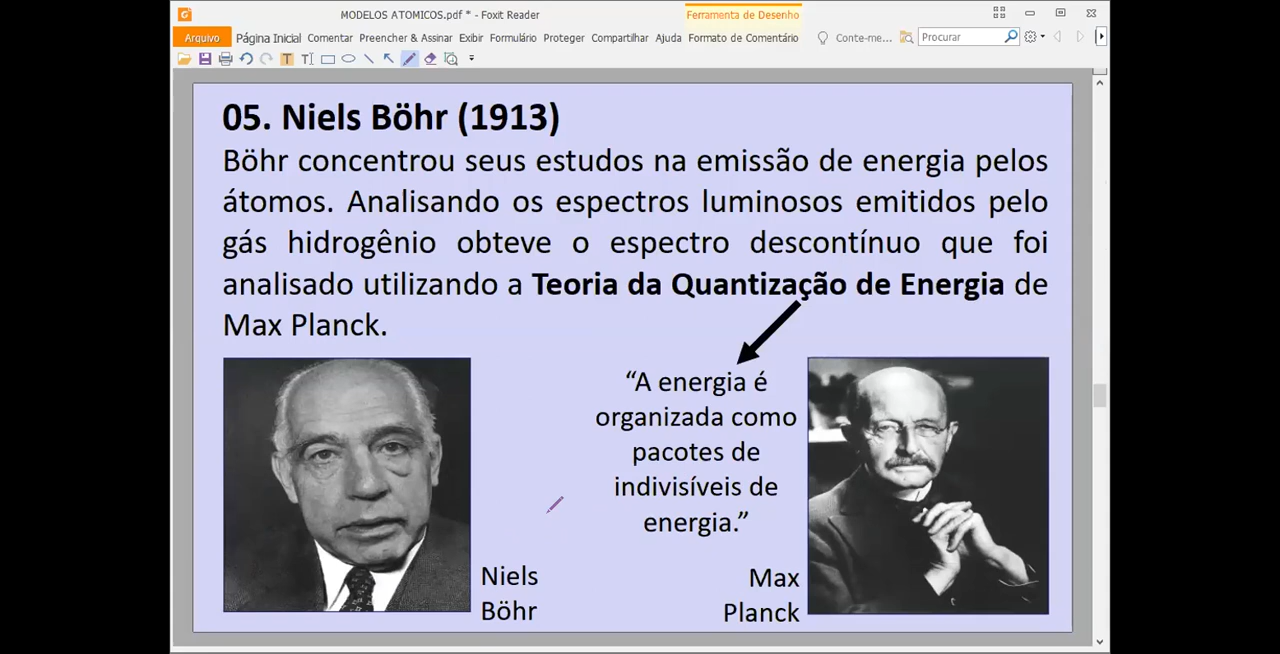 MODELOS ATOMICOS.pdf * - Foxit Reader
Ferramenta de Desenho
Arquivo Página Inicial Comentar Preencher & Assinar Exibir Formulário Proteger Compartilhar Ajuda Formato de Comentário Conte-me... Procurar
05. Niels Böhr (1913)
Böhr concentrou seus estudos na emissão de energia pelos
átomos. Analisando os espectros luminosos emitidos pelo
gás hidrogênio obteve o espectro descontínuo que foi
analisado utilizando a Teoria da Quantização de Energia de
Max Planck.
“A energia é
organizada como
pacotes de
indivisíveis de
energia.”
Niels
Böhr
Max
Planck